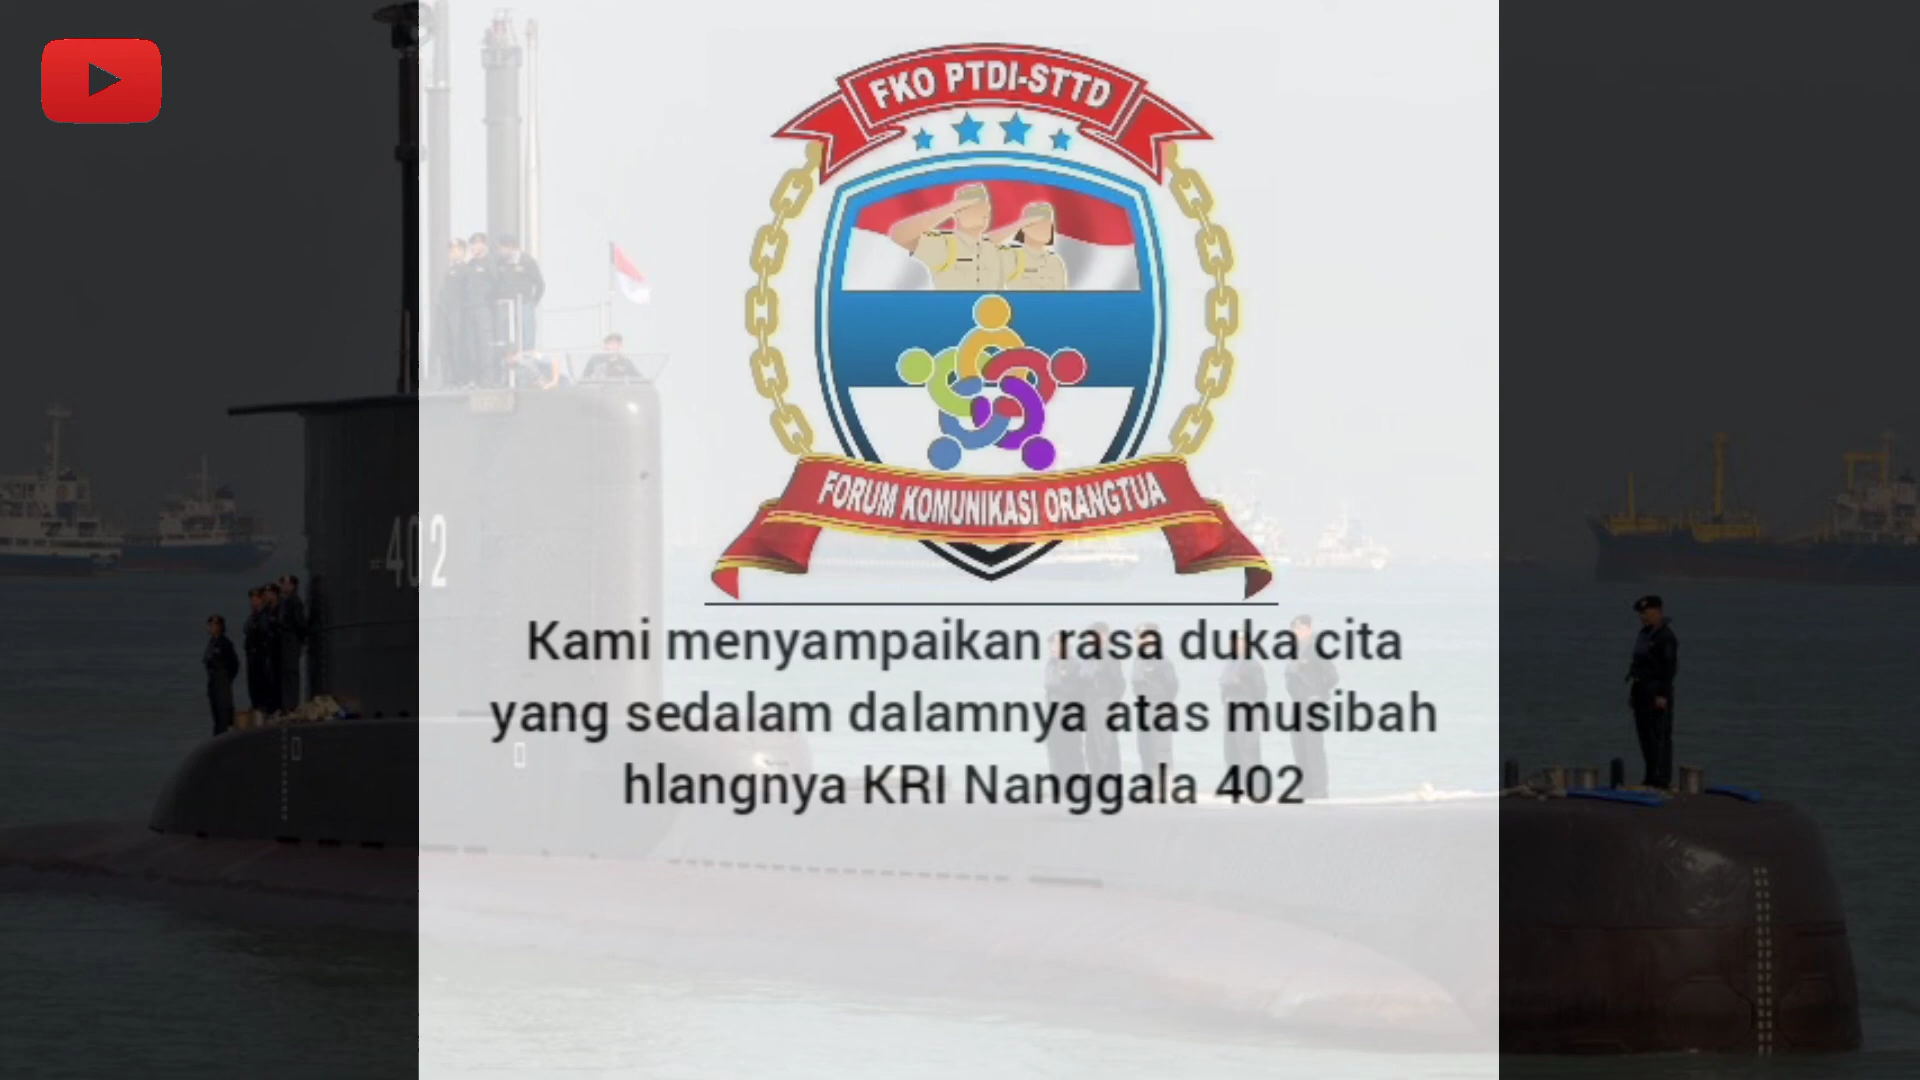 FKO PTDI-STTD
FORUM KOMUNIKASI ORANGTUA
402
Kami menyampaikan rasa duka cita
yang sedalam dalamnya atas musibah
hlangnya KRI Nanggala 402